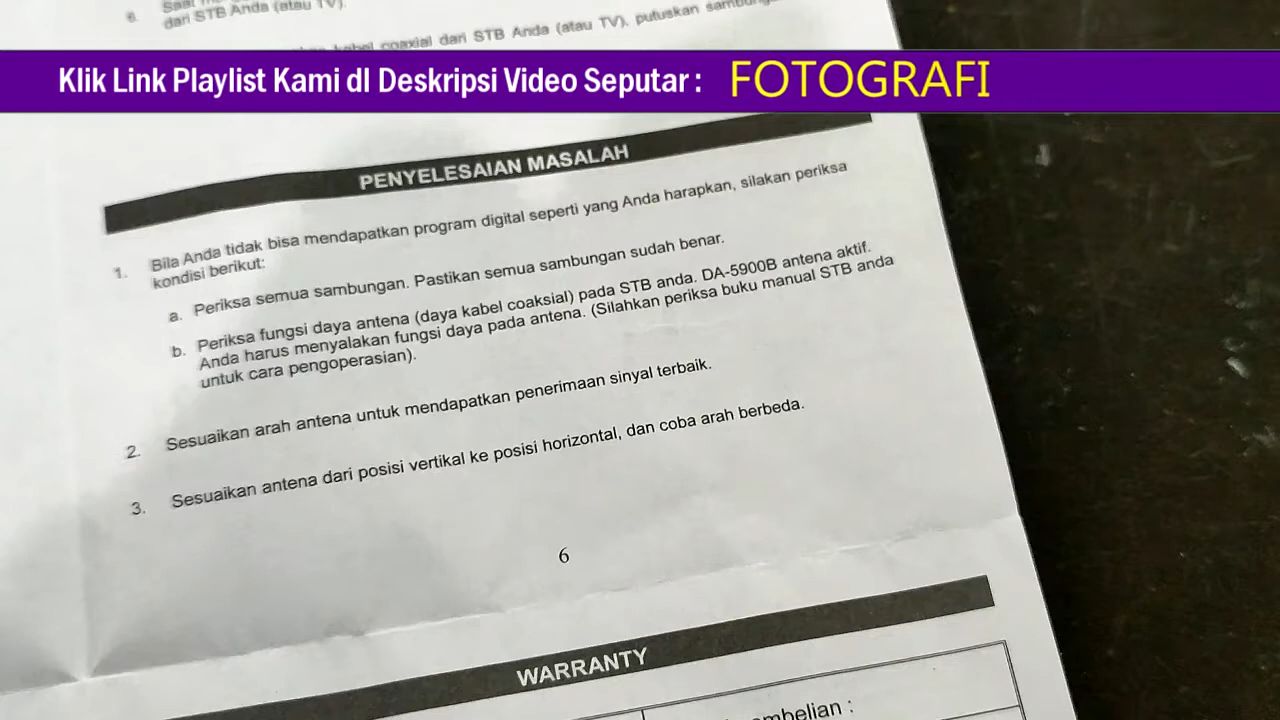 6. Saat
dari STB Anda (atau TV).
kabel coaxial dari STB Anda (atau TV), putuskan
Klik Link Playlist Kami dI Deskripsi Video Seputar : FOTOGRAFI
PENYELESAIAN MASALAH
1. Bila Anda tidak bisa mendapatkan program digital seperti yang Anda harapkan, silakan periksa
kondisi berikut:
a. Periksa semua sambungan. Pastikan semua sambungan sudah benar.
b. Periksa fungsi daya antena (daya kabel coaksial) pada STB anda. DA-5900B antena aktif.
Anda harus menyalakan fungsi daya pada antena. (Silahkan periksa buku manual STB anda
untuk cara pengoperasian).
2. Sesuaikan arah antena untuk mendapatkan penerimaan sinyal terbaik.
3. Sesuaikan antena dari posisi vertikal ke posisi horizontal, dan coba arah berbeda.
6
WARRANTY